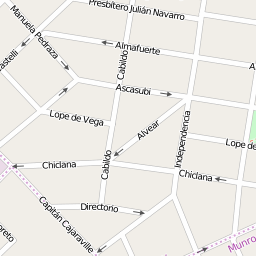 Presbítero Julián Navarro
Manuela Pedraza
Almafuerte
Cabildo
Ascasubi
Lope de Vega
Alvear
Independencia
Lope de
Chiclana
Cabildo
Chiclana
Directorio
Capitán Cajaraville
Munro